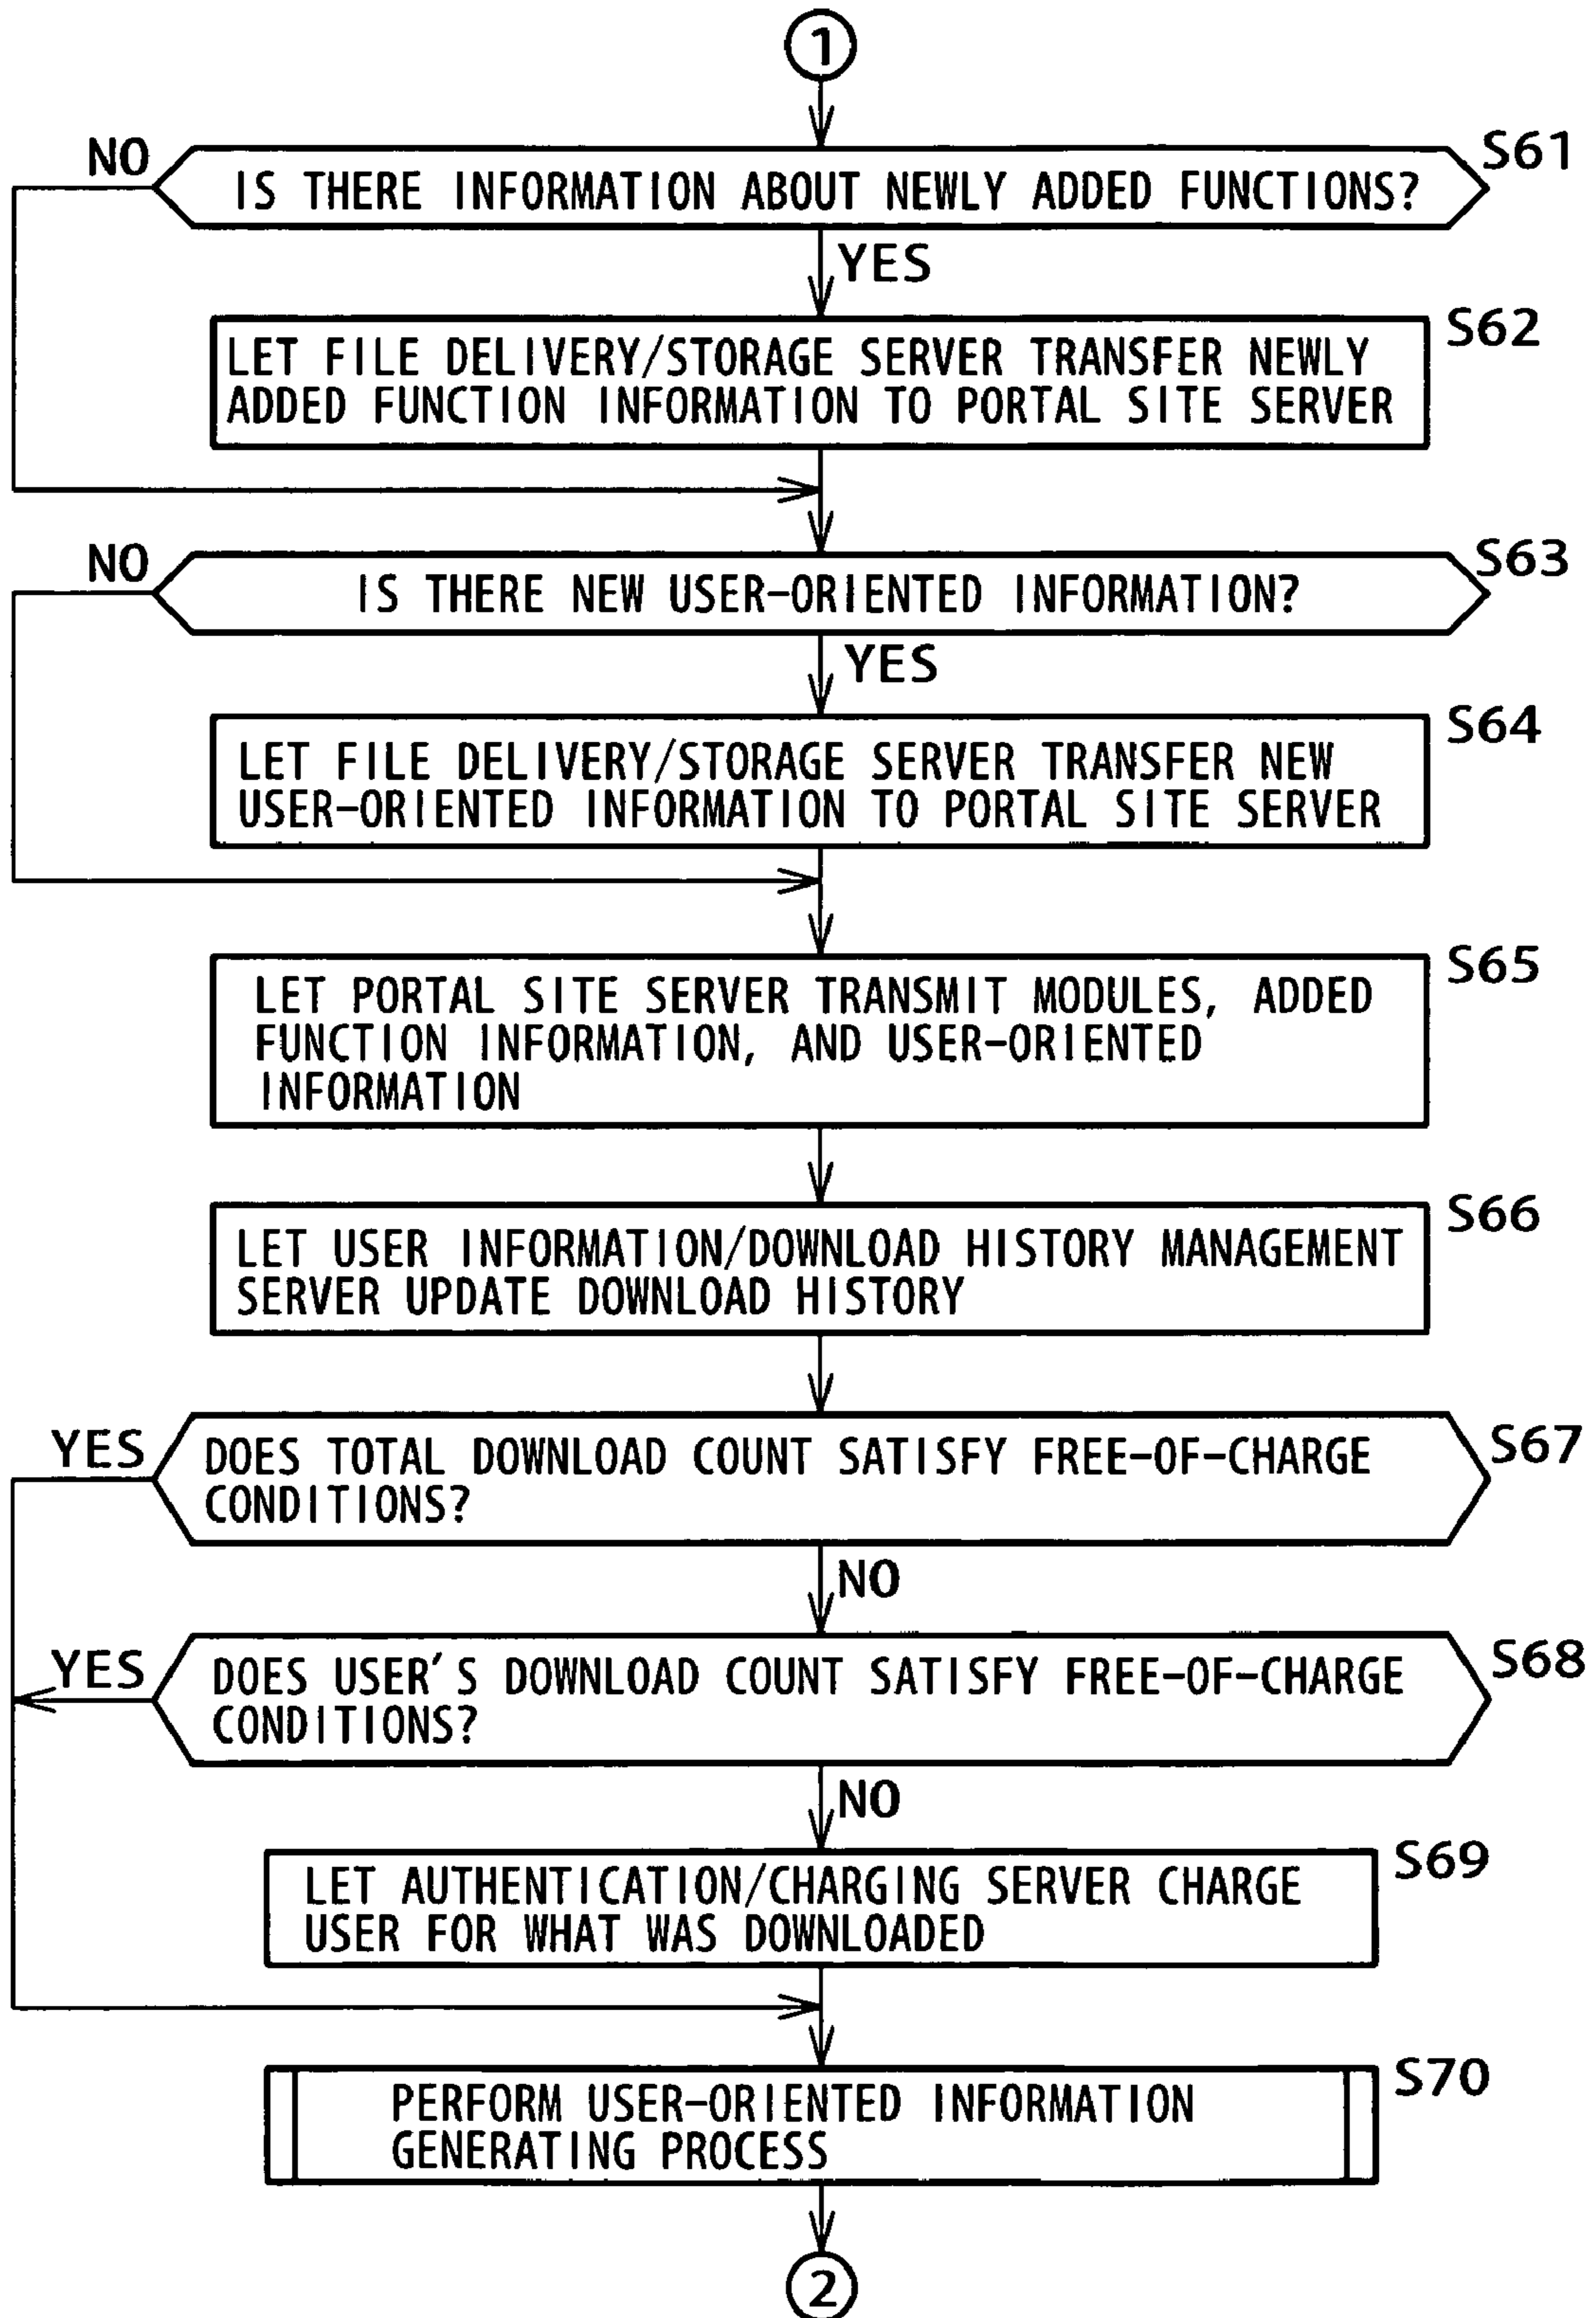 1
NO
S61
IS THERE INFORMATION ABOUT NEWLY ADDED FUNCTIONS?
YES
S62
LET FILE DELIVERY/STORAGE SERVER TRANSFER NEWLY
ADDED FUNCTION INFORMATION TO PORTAL SITE SERVER
NO
S63
IS THERE NEW USER-ORIENTED INFORMATION?
YES
S64
LET FILE DELIVERY/STORAGE SERVER TRANSFER NEW
USER-ORIENTED INFORMATION TO PORTAL SITE SERVER
S65
LET PORTAL SITE SERVER TRANSMIT MODULES, ADDED
FUNCTION INFORMATION, AND USER-ORIENTED
INFORMATION
S66
LET USER INFORMATION/DOWNLOAD HISTORY MANAGEMENT
SERVER UPDATE DOWNLOAD HISTORY
YES
S67
DOES TOTAL DOWNLOAD COUNT SATISFY FREE-OF-CHARGE
CONDITIONS?
NO
YES
S68
DOES USER'S DOWNLOAD COUNT SATISFY FREE-OF-CHARGE
CONDITIONS?
NO
S69
LET AUTHENTICATION/CHARGING SERVER CHARGE
USER FOR WHAT WAS DOWNLOADED
S70
PERFORM USER-ORIENTED INFORMATION
GENERATING PROCESS
2